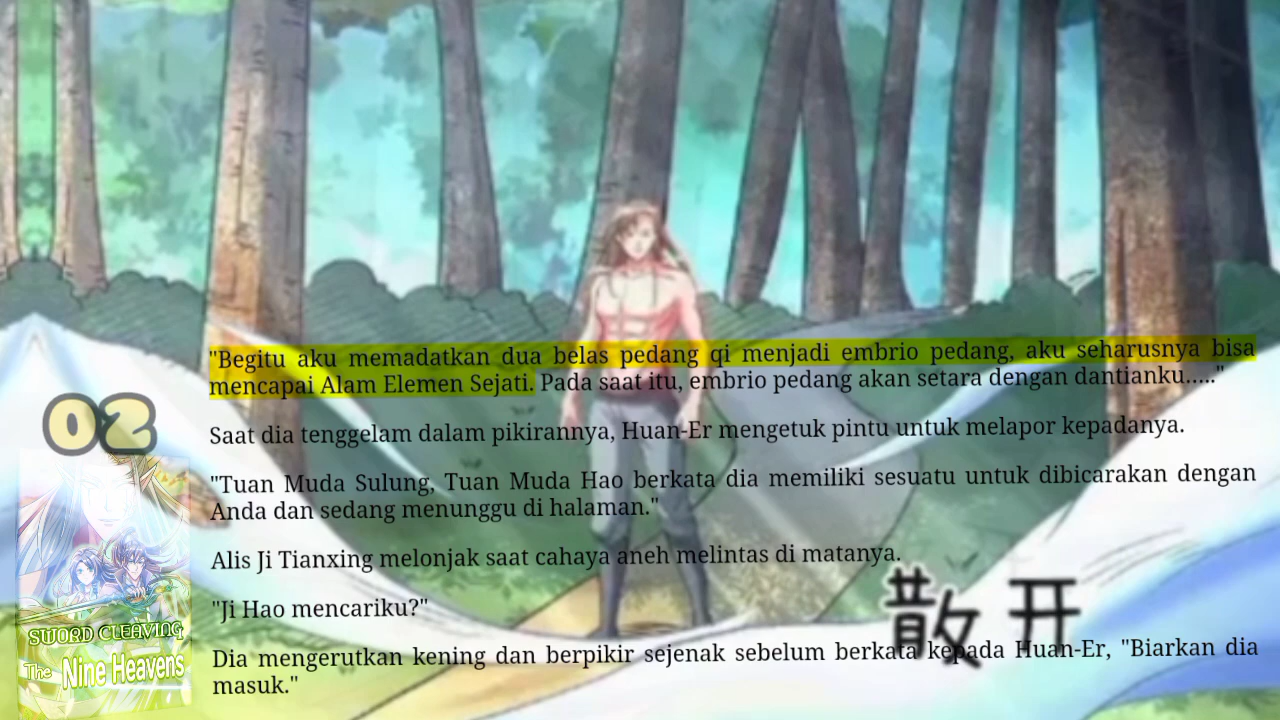 "Begitu aku memadatkan dua belas pedang qi menjadi embrio pedang, aku seharusnya bisa
mencapai Alam Elemen Sejati. Pada saat itu, embrio pedang akan setara dengan dantianku....."
Saat dia tenggelam dalam pikirannya, Huan-Er mengetuk pintu untuk melapor kepadanya.
"Tuan Muda Sulung, Tuan Muda Hao berkata dia memiliki sesuatu untuk dibicarakan dengan
Anda dan sedang menunggu di halaman."
Alis Ji Tianxing melonjak saat cahaya aneh melintas di matanya.
"Ji Hao mencariku?"
Dia mengerutkan kening dan berpikir sejenak sebelum berkata kepada Huan-Er, "Biarkan dia
masuk."
02
SWORD CLEAVING
The Nine Heavens
散开